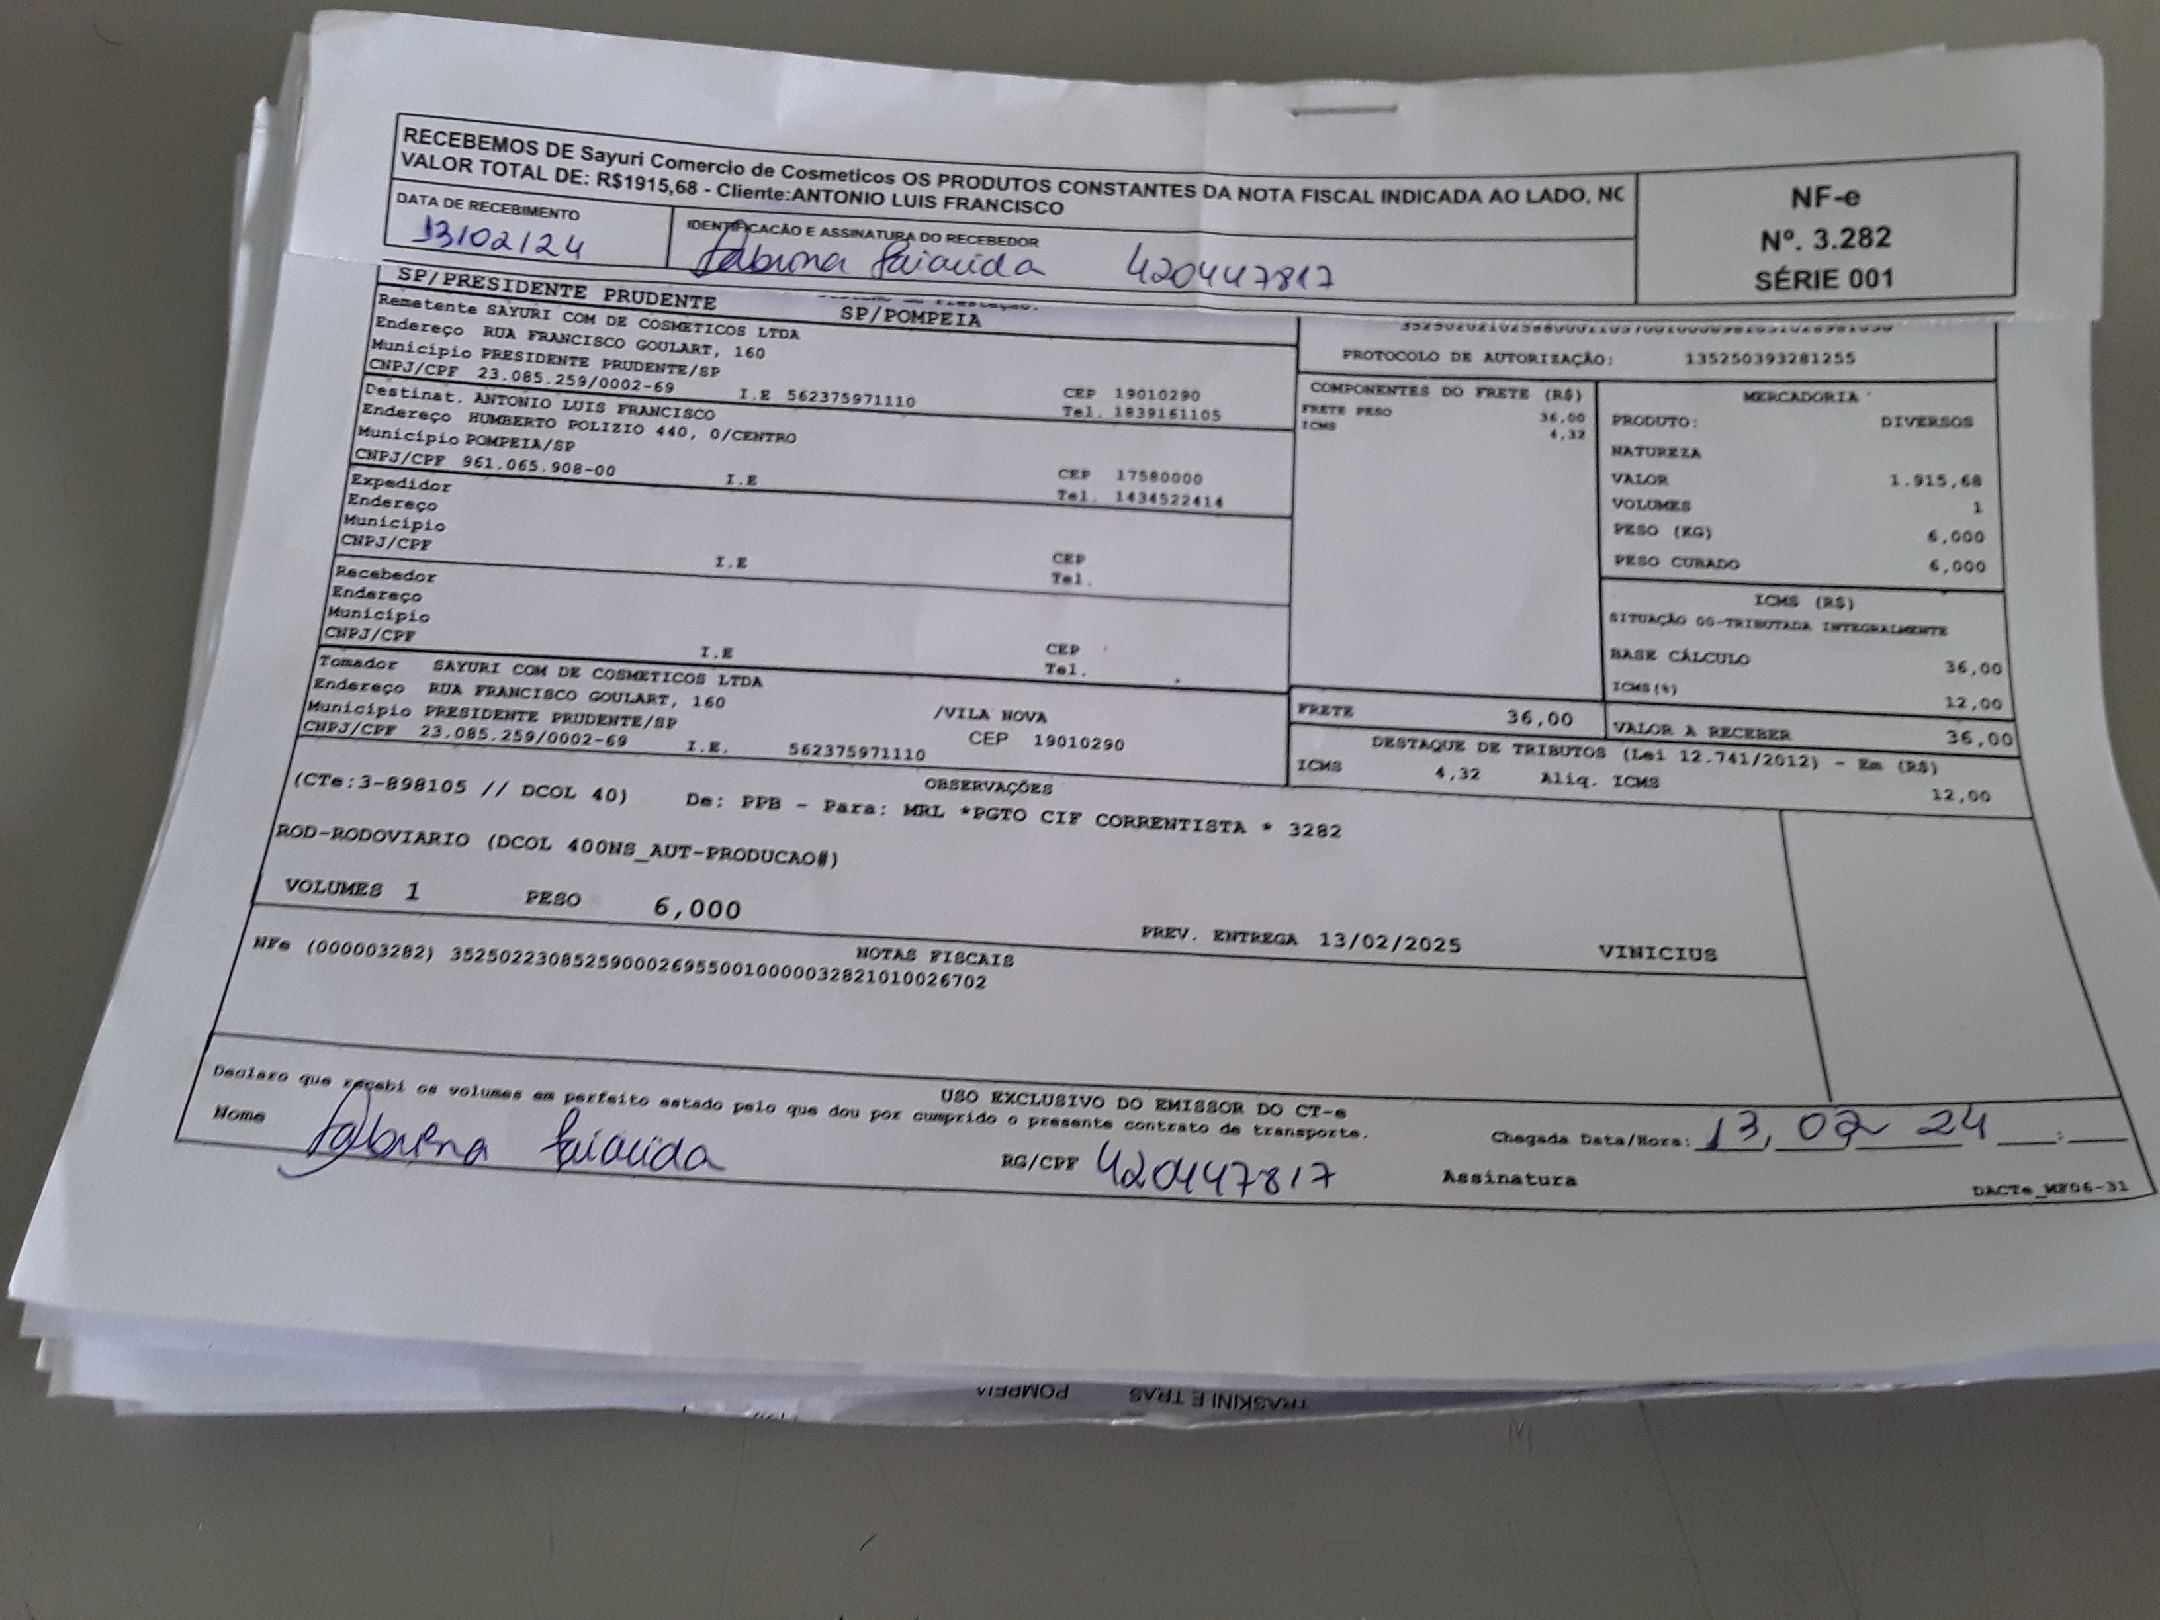 RECEBEMOS DE Sayuri Comercio de Cosmeticos OS PRODUTOS CONSTANTES DA NOTA FISCAL INDICADA AO LADO, NO
VALOR TOTAL DE: R$1915,68 - Cliente:ANTONIO LUIS FRANCISCO
DATA DE RECEBIMENTO
13/02/24
IDENTIFICAÇÃO E ASSINATURA DO RECEBEDOR
420447817
NF-e
Nº. 3.282
SÉRIE 001
SP/PRESIDENTE PRUDENTE
SP/POMPEIA
Remetente SAYURI COM DE COSMETICOS LTDA
Endereço RUA FRANCISCO GOULART, 160
Município PRESIDENTE PRUDENTE/SP CEP 19010290
CNPJ/CPF 23.085.259/0002-69 I.E 562375971110 Tel. 1839161105
Destinat. ANTONIO LUIS FRANCISCO
Endereço HUMBERTO POLIZIO 440, 0/CENTRO
Município POMPEIA/SP CEP 17580000
CNPJ/CPF 961.065.908-00 I.E Tel. 1434522414
Expedidor
Endereço
Município CEP
CNPJ/CPF I.E Tel.
Recebedor
Endereço
Município CEP
CNPJ/CPF I.E Tel.
Tomador SAYURI COM DE COSMETICOS LTDA
Endereço RUA FRANCISCO GOULART, 160 /VILA NOVA
Município PRESIDENTE PRUDENTE/SP CEP 19010290
CNPJ/CPF 23.085.259/0002-69 I.E. 562375971110
PROTOCOLO DE AUTORIZAÇÃO: 135250393281255
COMPONENTES DO FRETE (R$)
FRETE PESO 36,00
ICMS 4,32
MERCADORIA
PRODUTO: DIVERSOS
NATUREZA
VALOR 1.915,68
VOLUMES 1
PESO (KG) 6,000
PESO CUBADO 6,000
ICMS (R$)
SITUAÇÃO 00-TRIBUTADA INTEGRALMENTE
BASE CÁLCULO 36,00
ICMS(%) 12,00
FRETE 36,00
VALOR A RECEBER 36,00
DESTAQUE DE TRIBUTOS (Lei 12.741/2012) - Em (R$)
ICMS 4,32 Aliq. ICMS 12,00
OBSERVAÇÕES
(CTe:3-898105 // DCOL 40) De: PPB - Para: MRL *PGTO CIF CORRENTISTA * 3282
ROD-RODOVIARIO (DCOL 400NS_AUT-PRODUCAO#)
VOLUMES 1 PESO 6,000
PREV. ENTREGA 13/02/2025 VINICIUS
NOTAS FISCAIS
NFe (000003282) 35250223085259000269550010000032821010026702
USO EXCLUSIVO DO EMISSOR DO CT-e
Declaro que recebi os volumes em perfeito estado pelo que dou por cumprido o presente contrato de transporte.
Nome
RG/CPF 420447817
Chegada Data/Hora: 13, 02 24 __:__
Assinatura
DACTe_MF06-31
TRASKINI E TRAS POMPEIA